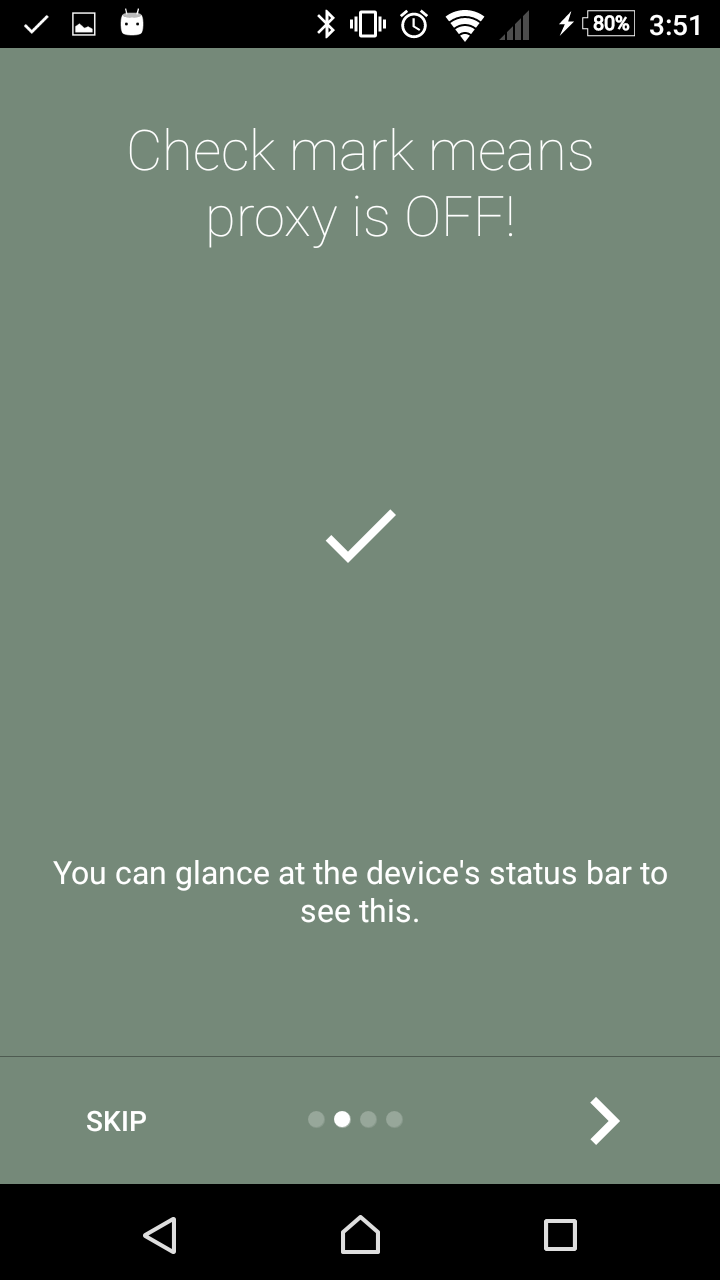 80% 3:51
Check mark means
proxy is OFF!
You can glance at the device's status bar to
see this.
SKIP